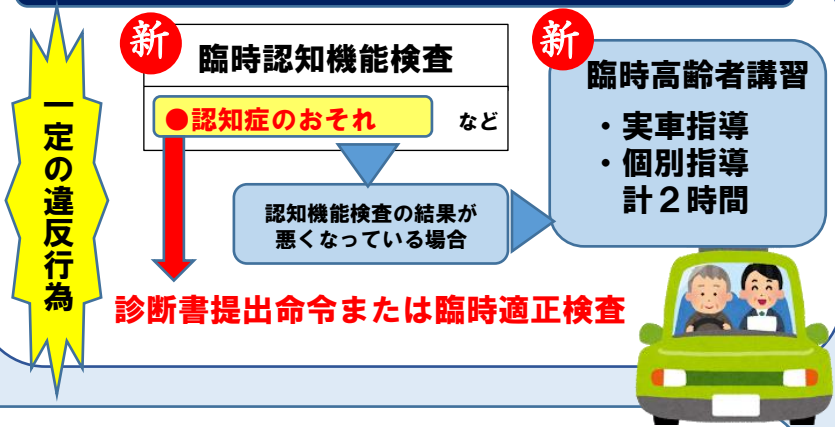 一定の違反行為
新
臨時認知機能検査
●認知症のおそれ など
認知機能検査の結果が
悪くなっている場合
診断書提出命令または臨時適正検査
新
臨時高齢者講習
・実車指導
・個別指導
計２時間